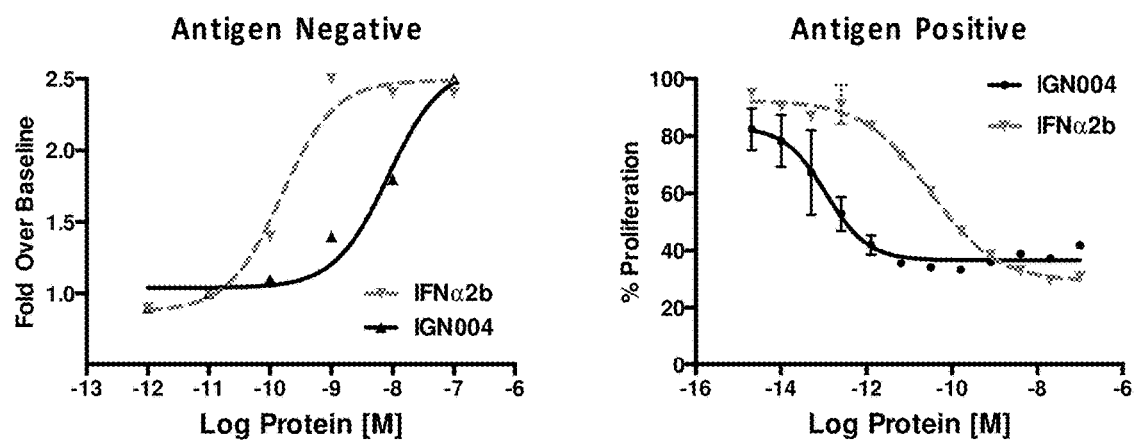 Antigen Negative
2.5
2.0
1.5
1.0
Fold Over Baseline
IFNα2b
IGN004
-13 -12 -11 -10 -9 -8 -7 -6
Log Protein [M]
Antigen Positive
100
80
60
40
20
0
% Proliferation
IGN004
IFNα2b
-16 -14 -12 -10 -8 -6
Log Protein [M]